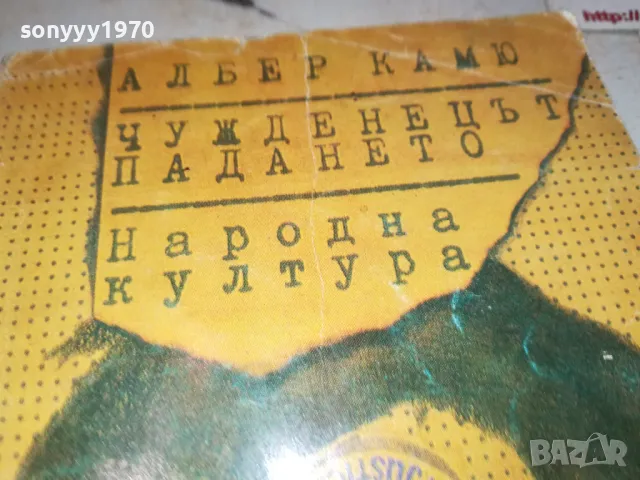 sonyyy1970
http://
АЛБЕР КАМЮ
ЧУЖДЕНЕЦЪТ
ПАДАНЕТО
Народна
култура
BAZAR